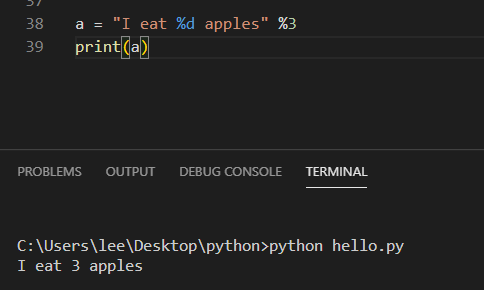 37
38 a = "I eat %d apples" %3
39 print(a)
PROBLEMS OUTPUT DEBUG CONSOLE TERMINAL
C:\Users\lee\Desktop\python>python hello.py
I eat 3 apples